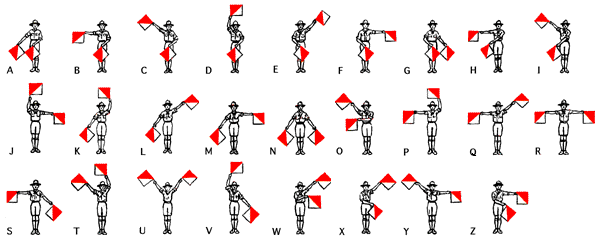 A B C D E F G H I
J K L M N O P Q R
S T U V W X Y Z